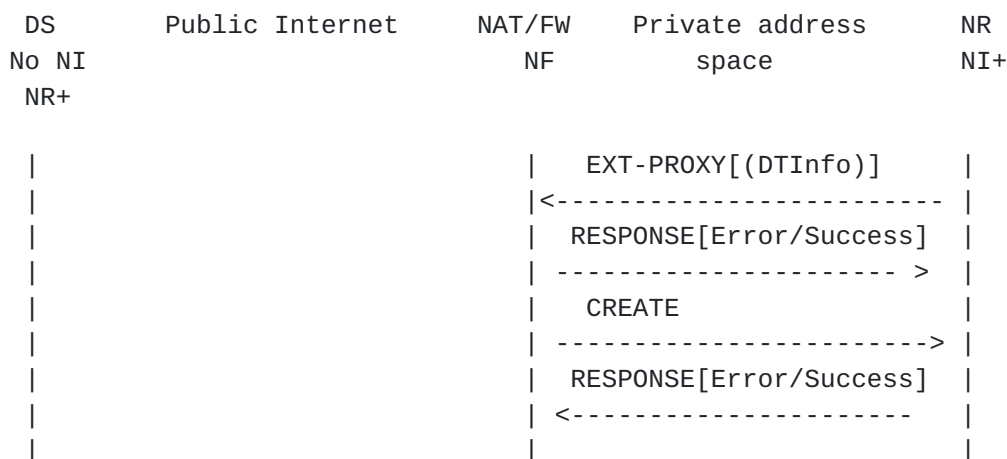 DS       Public Internet     NAT/FW    Private address      NR
No NI                          NF         space            NI+
NR+
|                               |   EXT-PROXY[(DTInfo)]     |
|                               |<------------------------- |
|                               |  RESPONSE[Error/Success]  |
|                               | ---------------------- >  |
|                               |   CREATE                  |
|                               | ------------------------> |
|                               |  RESPONSE[Error/Success]  |
|                               | <----------------------   |
|                               |                           |